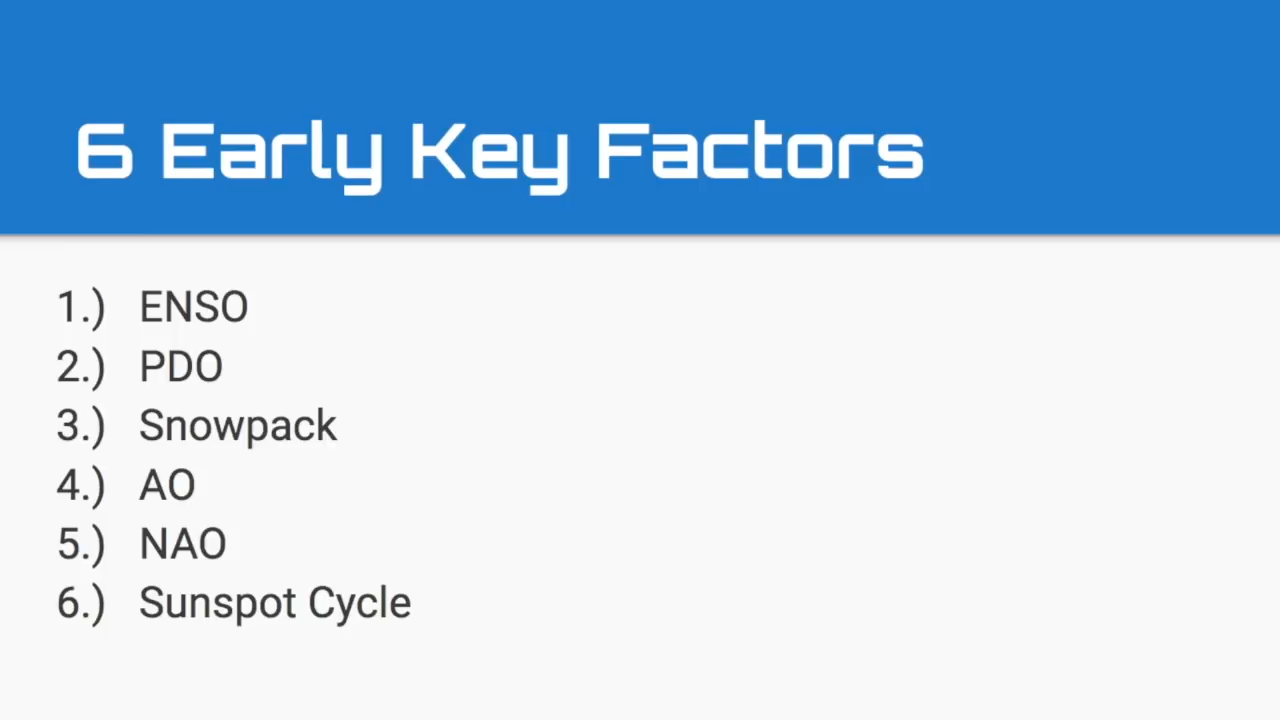 6 Early Key Factors
1.) ENSO
2.) PDO
3.) Snowpack
4.) AO
5.) NAO
6.) Sunspot Cycle